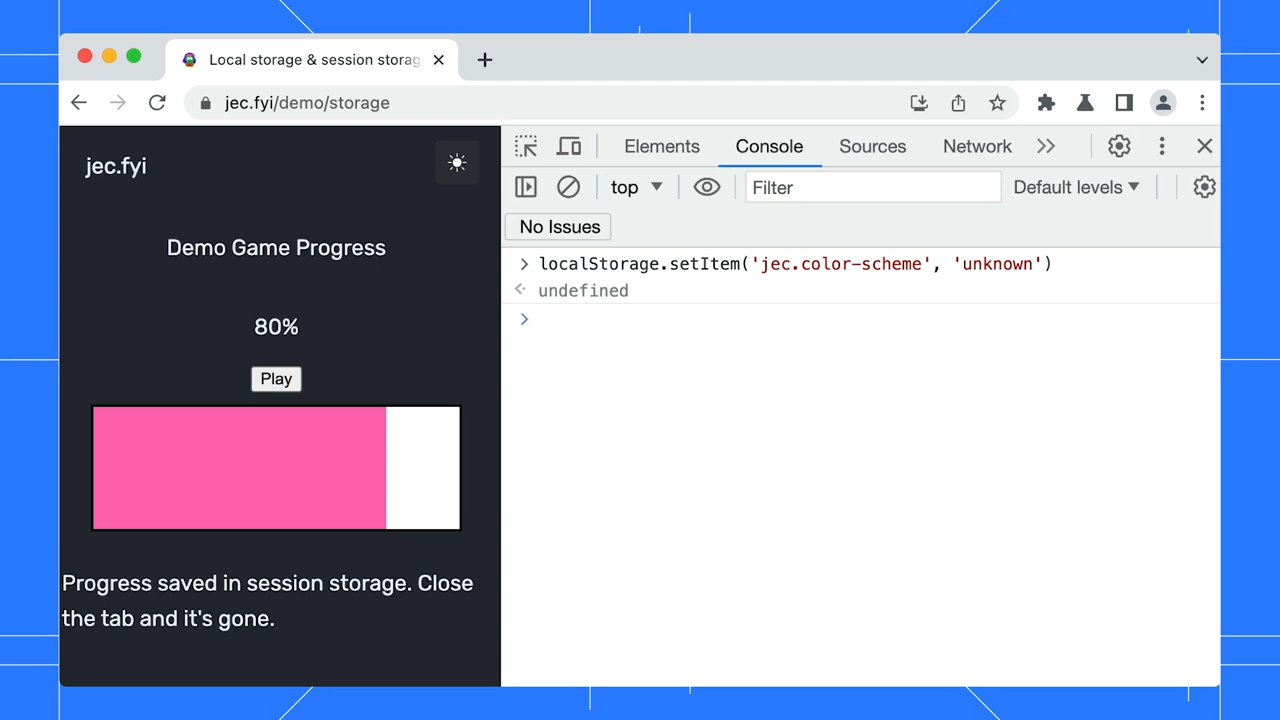 Local storage & session storag
jec.fyi/demo/storage
jec.fyi
Demo Game Progress
80%
Play
Progress saved in session storage. Close
the tab and it's gone.
Elements Console Sources Network
top Filter Default levels
No Issues
localStorage.setItem('jec.color-scheme', 'unknown')
undefined